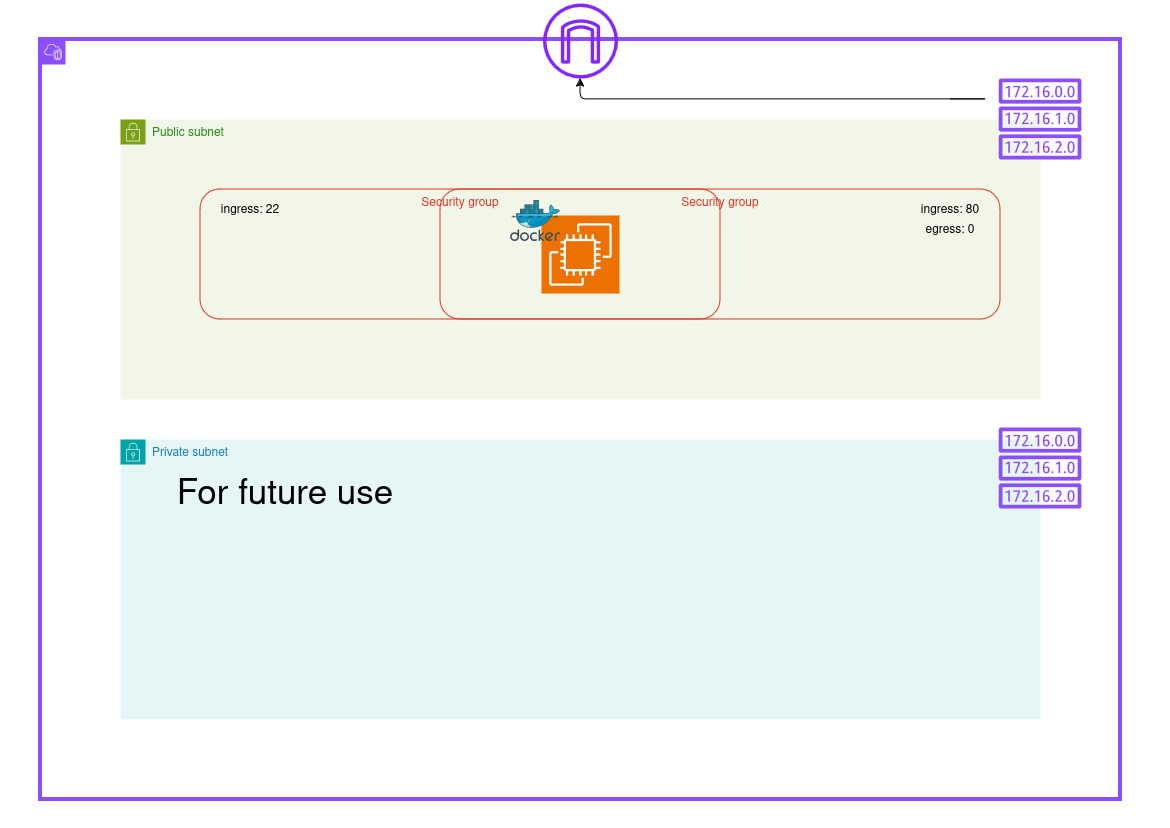 172.16.0.0
172.16.1.0
172.16.2.0
Public subnet
Security group
Security group
ingress: 22
ingress: 80
egress: 0
docker
Private subnet
172.16.0.0
172.16.1.0
172.16.2.0
For future use